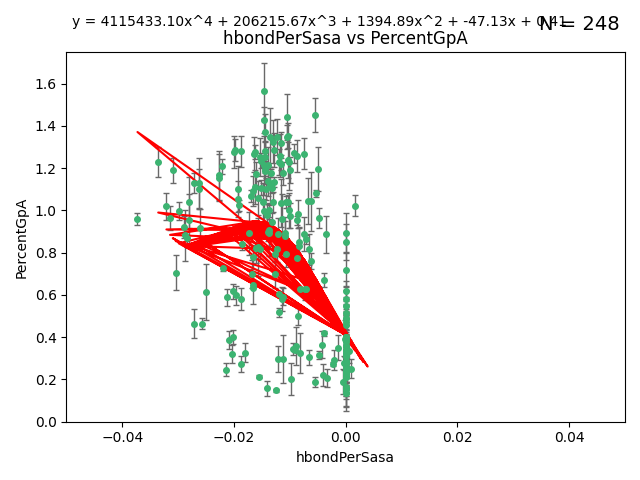 y = 4115433.10x^4 + 206215.67x^3 + 1394.89x^2 + -47.13x + 0.41
N = 248
hbondPerSasa vs PercentGpA
PercentGpA
1.6
1.4
1.2
1.0
0.8
0.6
0.4
0.2
0.0
−0.04 −0.02 0.00 0.02 0.04
hbondPerSasa